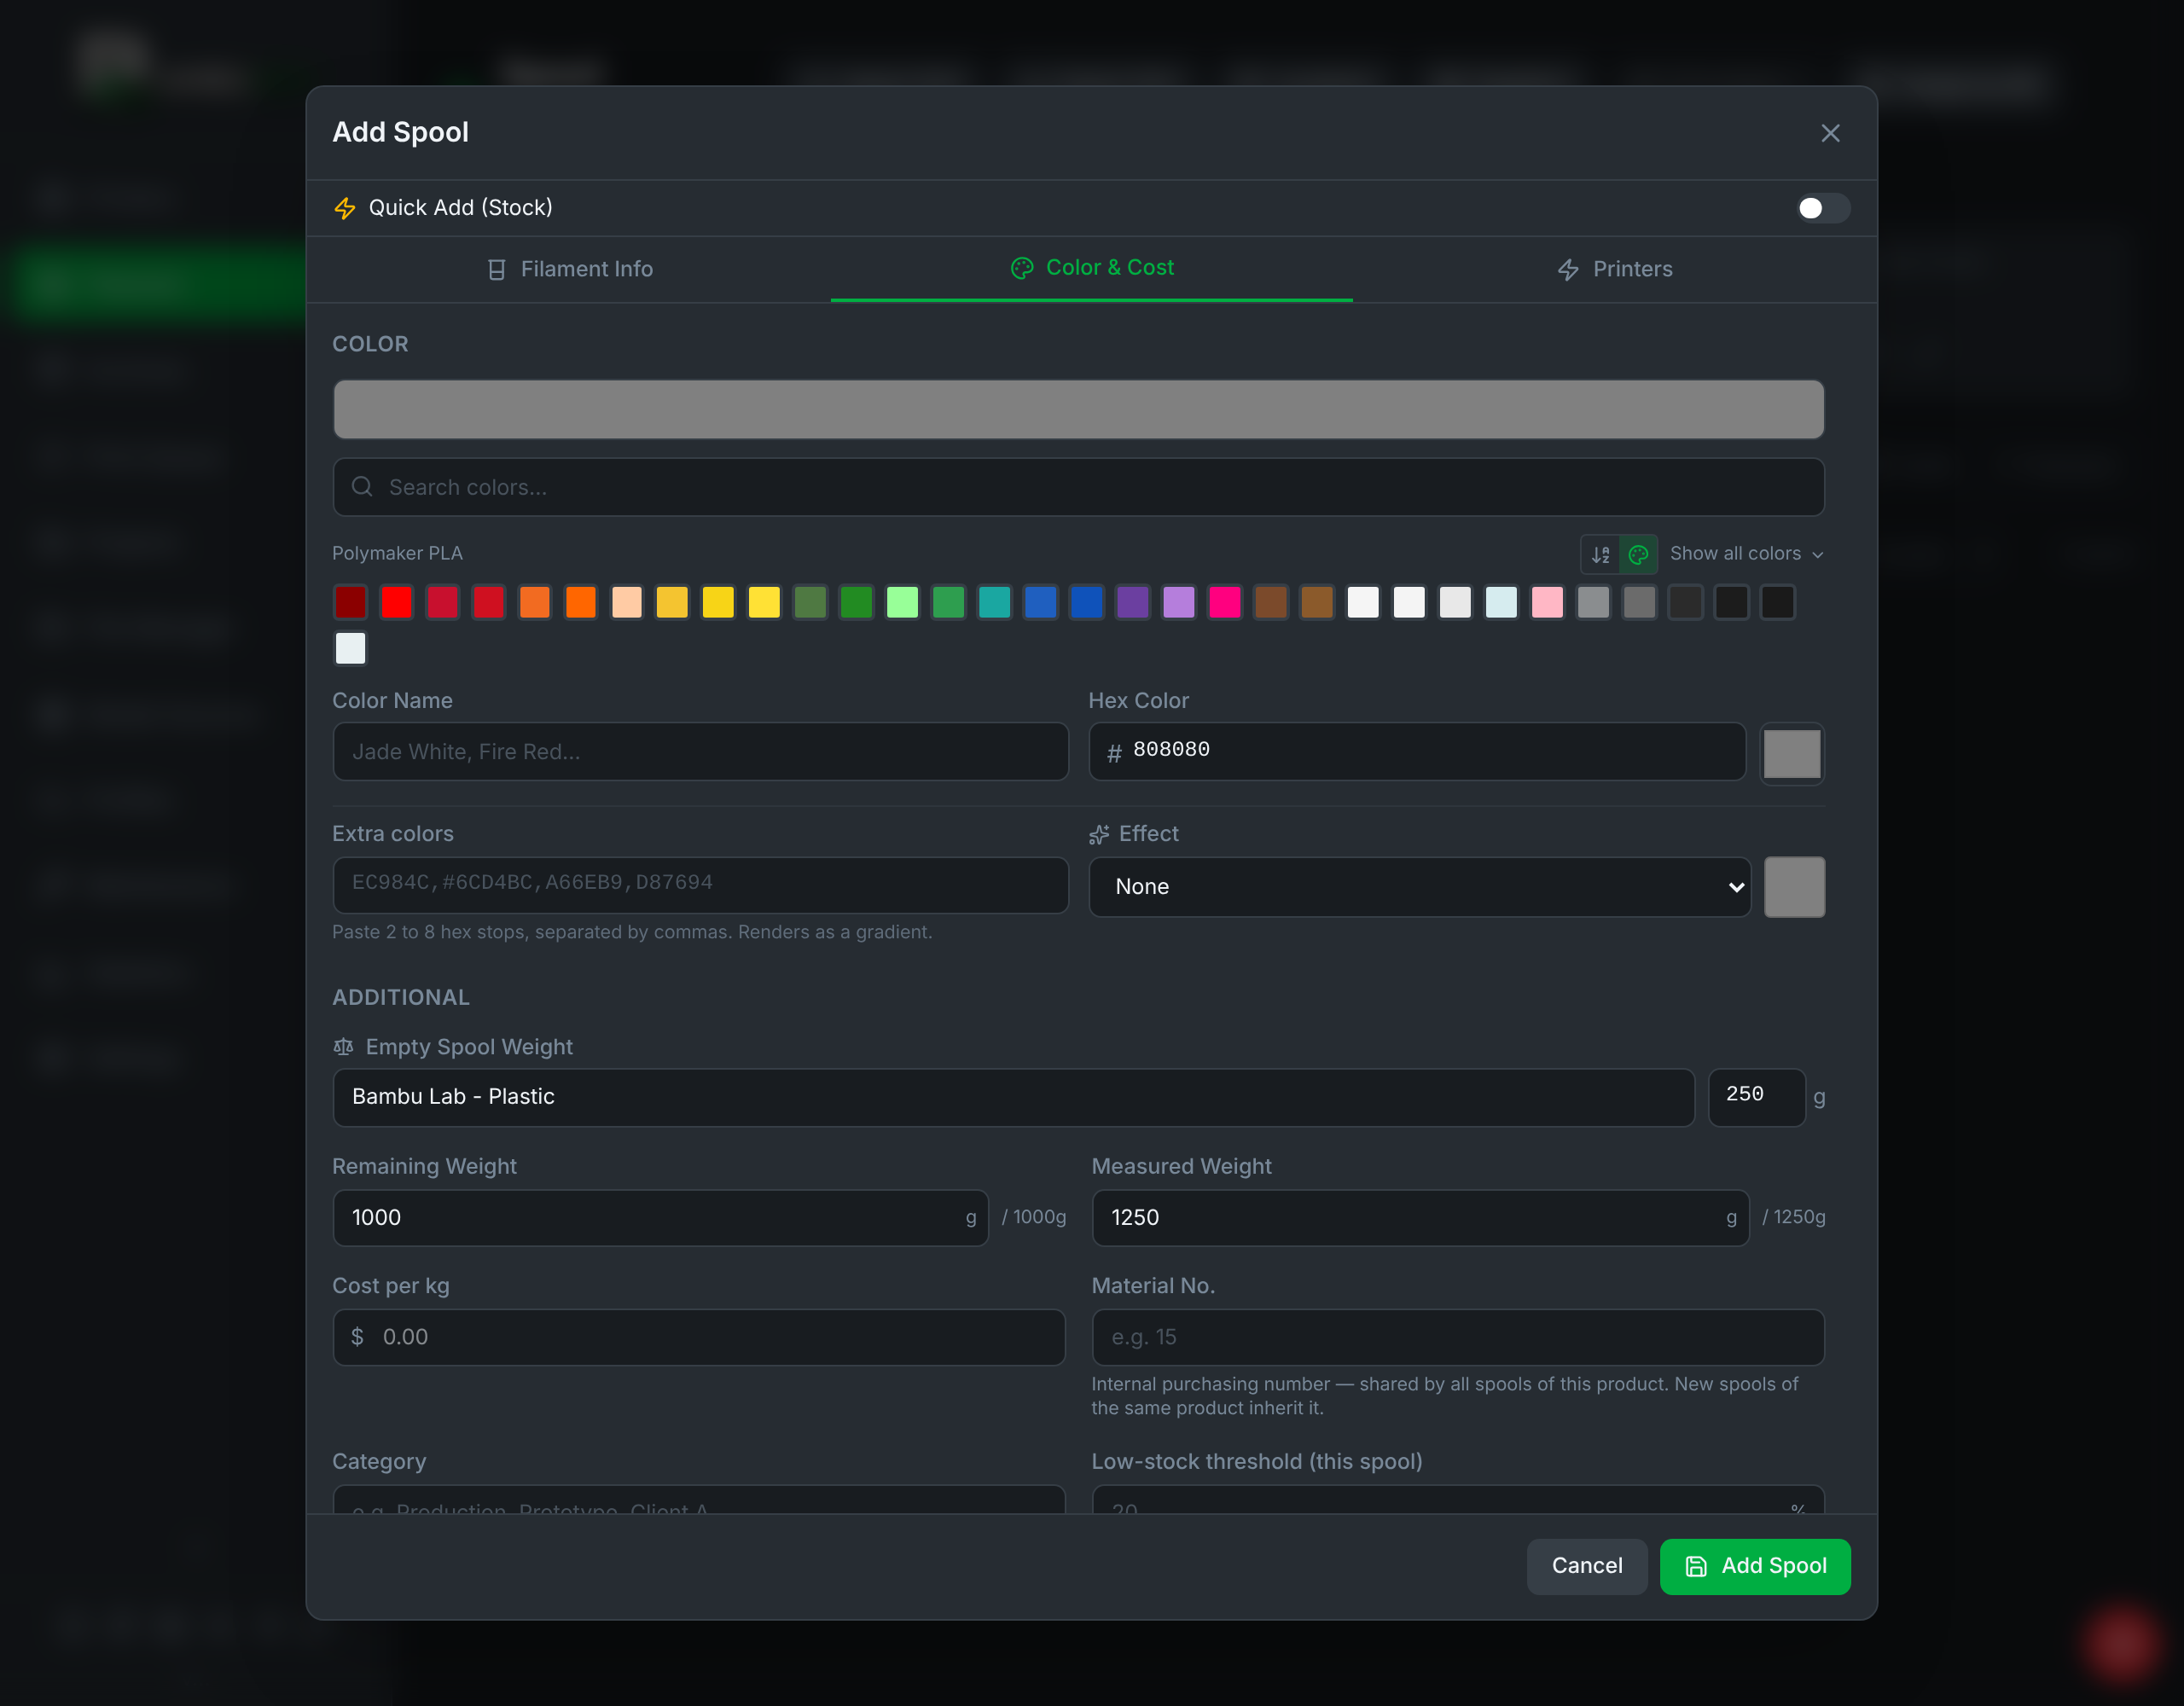 Add Spool
Quick Add (Stock)
Filament Info
Color & Cost
Printers
COLOR
Search colors...
Polymaker PLA
Show all colors
Color Name
Hex Color
Jade White, Fire Red...
# 808080
Extra colors
Effect
EC984C,#6CD4BC,A66EB9,D87694
None
Paste 2 to 8 hex stops, separated by commas. Renders as a gradient.
ADDITIONAL
Empty Spool Weight
Bambu Lab - Plastic
250 g
Remaining Weight
Measured Weight
1000 g / 1000g
1250 g / 1250g
Cost per kg
Material No.
$ 0.00
e.g. 15
Internal purchasing number — shared by all spools of this product. New spools of
the same product inherit it.
Category
Low-stock threshold (this spool)
e.g. Production, Prototype, Client A
20 %
Cancel
Add Spool